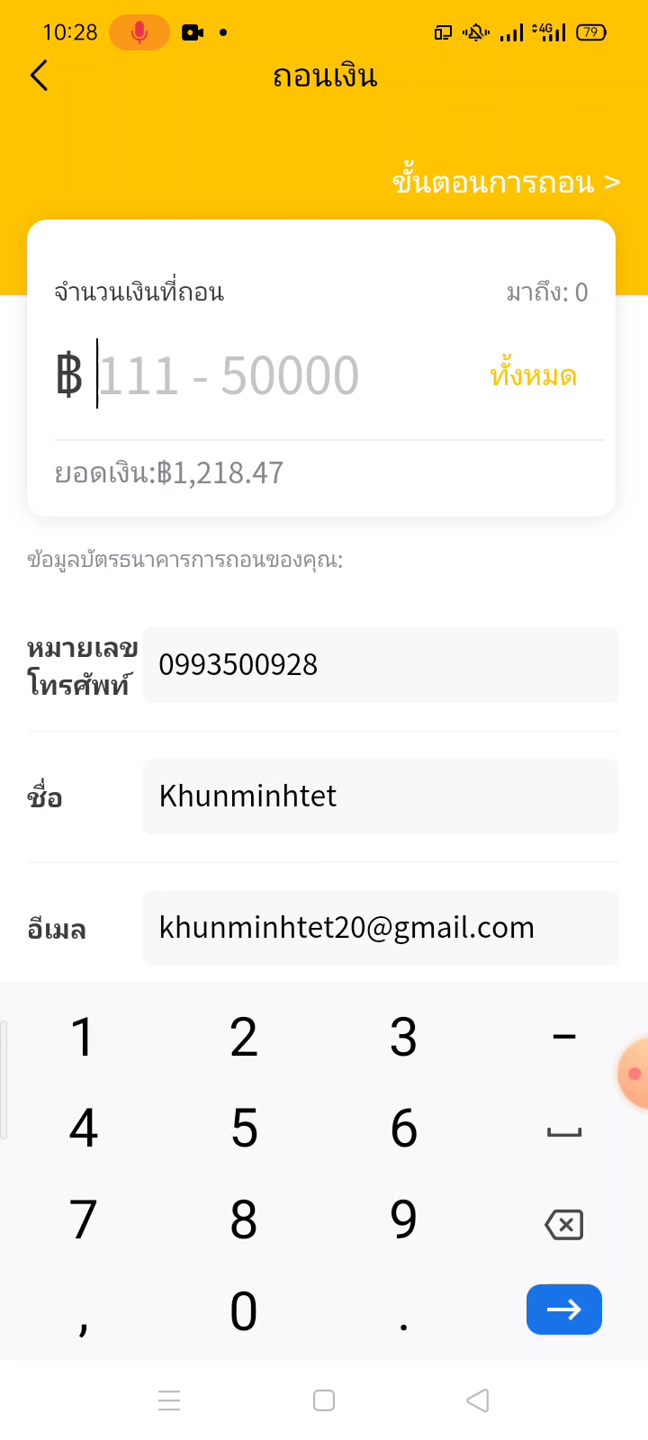 10:28
4G
79
ถอนเงิน
ขั้นตอนการถอน >
จำนวนเงินที่ถอน
มาถึง: 0
฿ 111 - 50000
ทั้งหมด
ยอดเงิน:฿1,218.47
ข้อมูลบัตรธนาคารการถอนของคุณ:
หมายเลข
โทรศัพท์
0993500928
ชื่อ
Khunminhtet
อีเมล
khunminhtet20@gmail.com
1 2 3 -
4 5 6
7 8 9
, 0 .